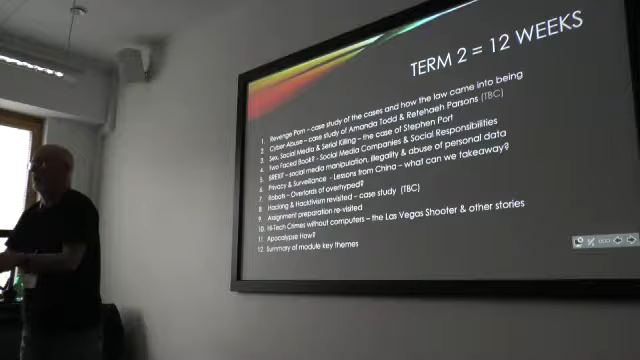 TERM 2 = 12 WEEKS
1. Revenge Porn – case study of the cases and how the law came into being
2. Cyber-Abuse – case study of Amanda Todd & Retehaeh Parsons (TBC)
3. Sex, Social Media & Serial Killing – the case of Stephen Port
4. Two Faced Book? - Social Media Companies & Social Responsibilities
5. BREXIT – social media manipulation, illegality & abuse of personal data
6. Privacy & Surveillance - Lessons from China – what can we takeaway?
7. Robots – Overlords of overhyped?
8. Hacking & Hacktivism revisited – case study (TBC)
9. Assignment preparation re-visited
10. Hi-Tech Crimes without computers – the Las Vegas Shooter & other stories
11. Apocalypse How?
12. Summary of module key themes